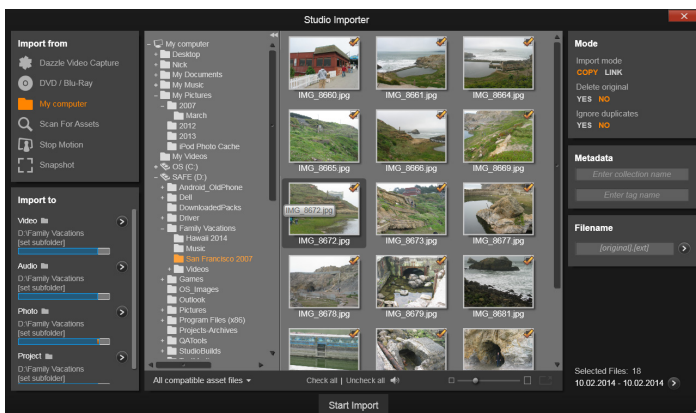 Studio Importer
Import from
Dazzle Video Capture
DVD / Blu-Ray
My computer
Scan For Assets
Stop Motion
Snapshot
Import to
Video
D:\Family Vacations
[set subfolder]
Audio
D:\Family Vacations
[set subfolder]
Photo
D:\Family Vacations
[set subfolder]
Project
D:\Family Vacations
[set subfolder]
My computer
Desktop
Nick
My Documents
My Music
My Pictures
2007
March
2012
2013
iPod Photo Cache
My Videos
OS (C:)
SAFE (D:)
Android_OldPhone
Dell
DownloadedPacks
Driver
Family Vacations
Hawaii 2014
Music
San Francisco 2007
Videos
Games
OS_Images
Outlook
Pictures
Program Files (x86)
Projects-Archives
QATools
StudioBuilds
All compatible asset files
IMG_8660.jpg
IMG_8661.jpg
IMG_8664.jpg
IMG_8665.jpg
IMG_8666.jpg
IMG_8669.jpg
IMG_8672.jpg
IMG_8672.jpg
IMG_8673.jpg
IMG_8677.jpg
IMG_8678.jpg
IMG_8679.jpg
IMG_8681.jpg
Check all | Uncheck all
Mode
Import mode
COPY LINK
Delete original
YES NO
Ignore duplicates
YES NO
Metadata
Enter collection name
Enter tag name
Filename
[original].[ext]
Selected Files: 18
10.02.2014 - 10.02.2014
Start Import